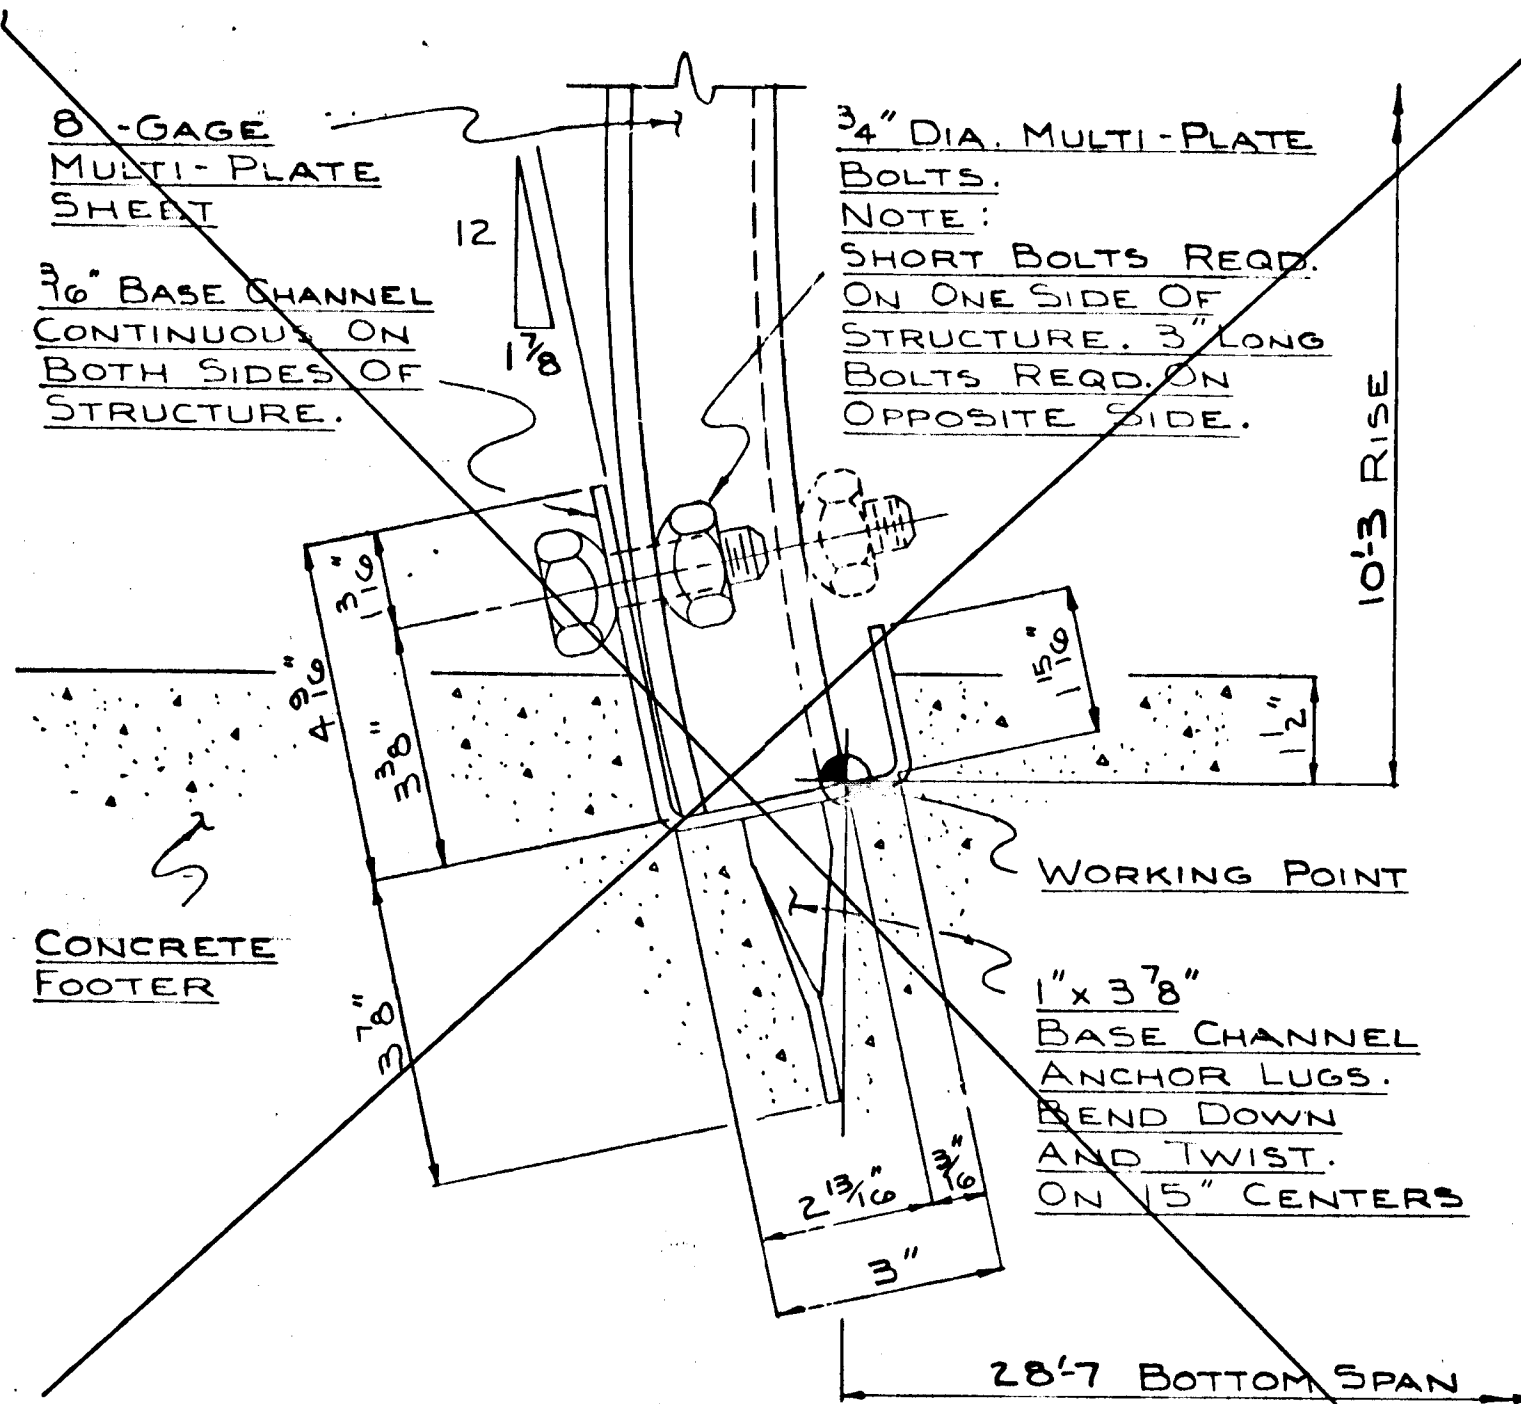 8 -GAGE
MULTI-PLATE
SHEET
3/16" BASE CHANNEL
CONTINUOUS ON
BOTH SIDES OF
STRUCTURE.
12
1 7/8
3/4" DIA. MULTI-PLATE
BOLTS.
NOTE:
SHORT BOLTS REQD.
ON ONE SIDE OF
STRUCTURE. 3" LONG
BOLTS REQD. ON
OPPOSITE SIDE.
10'-3 RISE
1 3/16"
4 9/16"
3 3/8"
1 15/16"
1 1/2"
WORKING POINT
CONCRETE
FOOTER
3 7/8"
1" x 3 7/8"
BASE CHANNEL
ANCHOR LUGS.
BEND DOWN
AND TWIST.
ON 15" CENTERS
2 13/16"
3/16"
3"
28'-7 BOTTOM SPAN